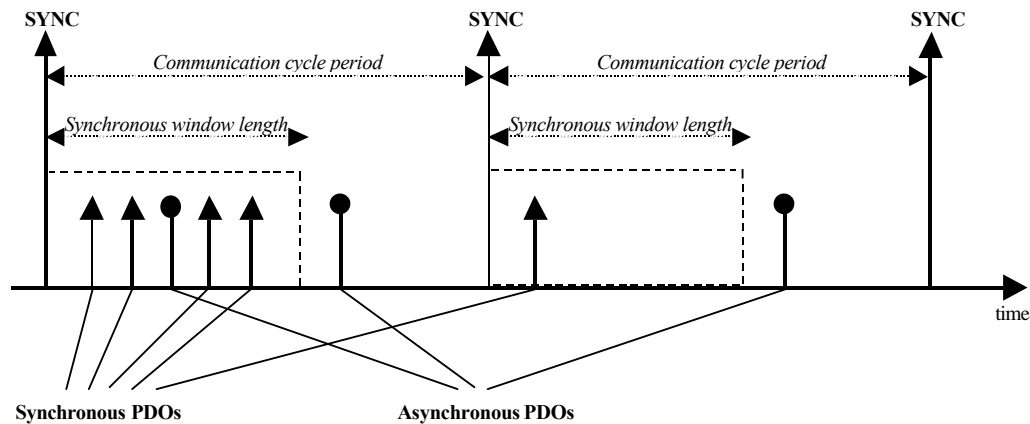 SYNC
SYNC
SYNC
Communication cycle period
Communication cycle period
Synchronous window length
Synchronous window length
time
Synchronous PDOs
Asynchronous PDOs